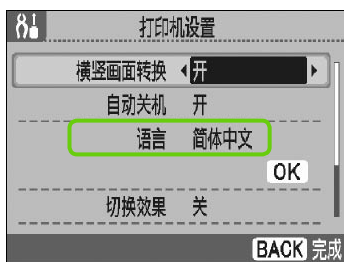 打印机设置
横竖画面转换 开
自动关机 开
语言 简体中文
OK
切换效果 关
BACK 完成